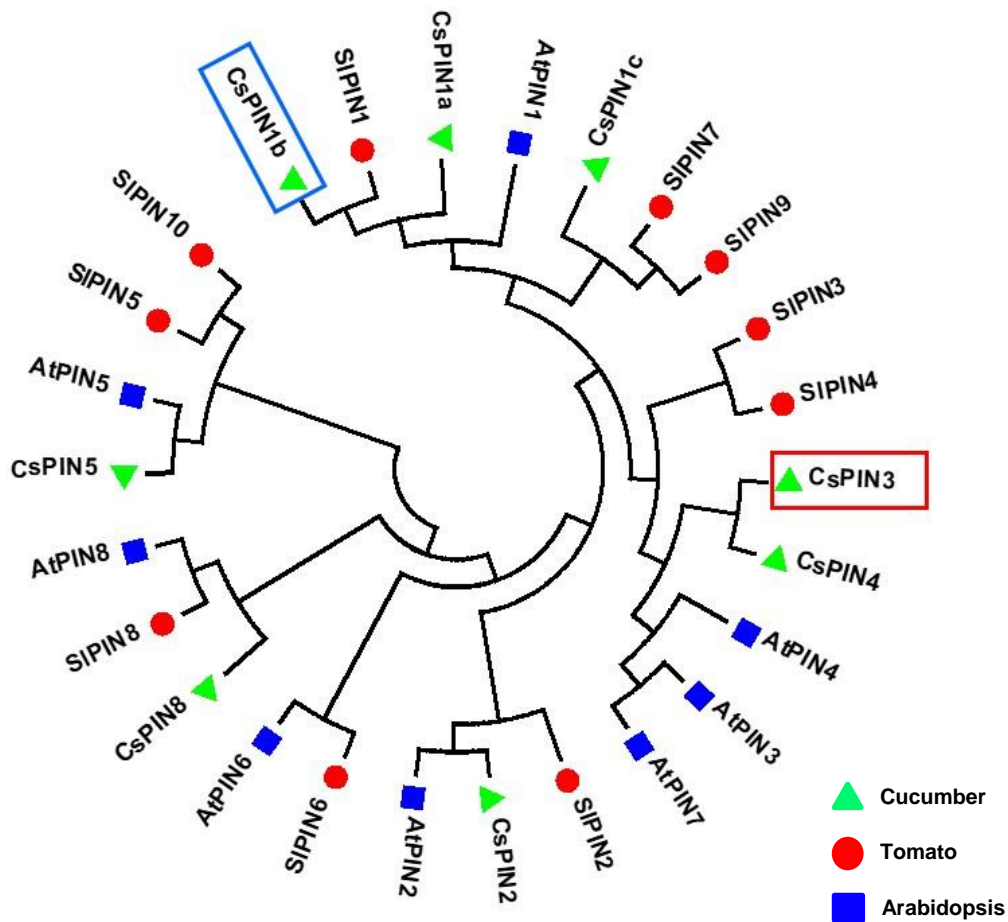 CsPIN1b
SlPIN1
CsPIN1a
AtPIN1
CsPIN1c
SlPIN7
SlPIN9
SlPIN3
SlPIN4
CsPIN3
CsPIN4
AtPIN4
AtPIN3
AtPIN7
SlPIN2
CsPIN2
AtPIN2
SlPIN6
AtPIN6
CsPIN8
SlPIN8
AtPIN8
CsPIN5
AtPIN5
SlPIN5
SlPIN10
Cucumber
Tomato
Arabidopsis